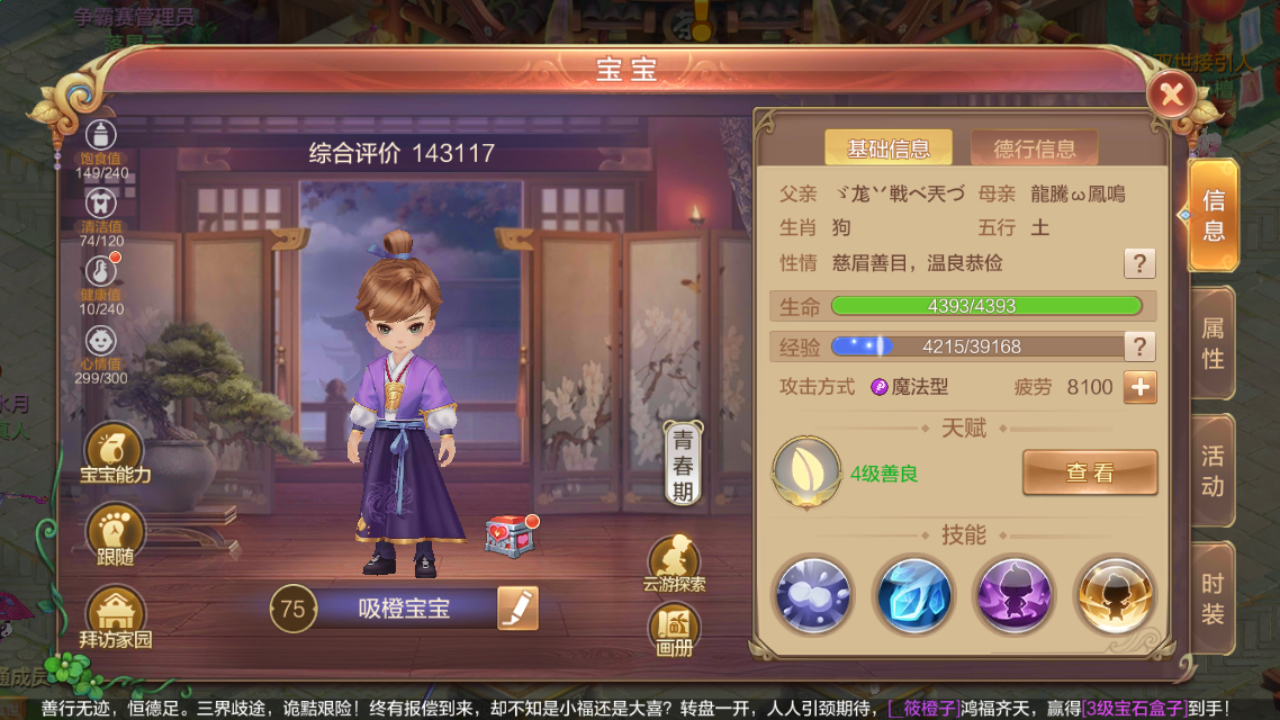 争霸赛管理员
宝宝
饱食值
149/240
清洁值
74/120
健康值
10/240
心情值
299/300
宝宝能力
跟随
拜访家园
综合评价 143117
青春期
云游探索
画册
75 吸橙宝宝
基础信息 德行信息
母亲 龍騰ω鳳鳴
生肖 狗 五行 土
性情 慈眉善目，温良恭俭 ?
生命 4393/4393
经验 4215/39168 ?
攻击方式 魔法型 疲劳 8100 +
天赋
4级善良 查看
技能
信息
属性
活动
时装
水月
真人
善行无迹，恒德足。三界歧途，诡黠艰险！终有报偿到来，却不知是小福还是大喜？转盘一开，人人引颈期待，[_筱橙子]鸿福齐天，赢得[3级宝石盒子]到手！